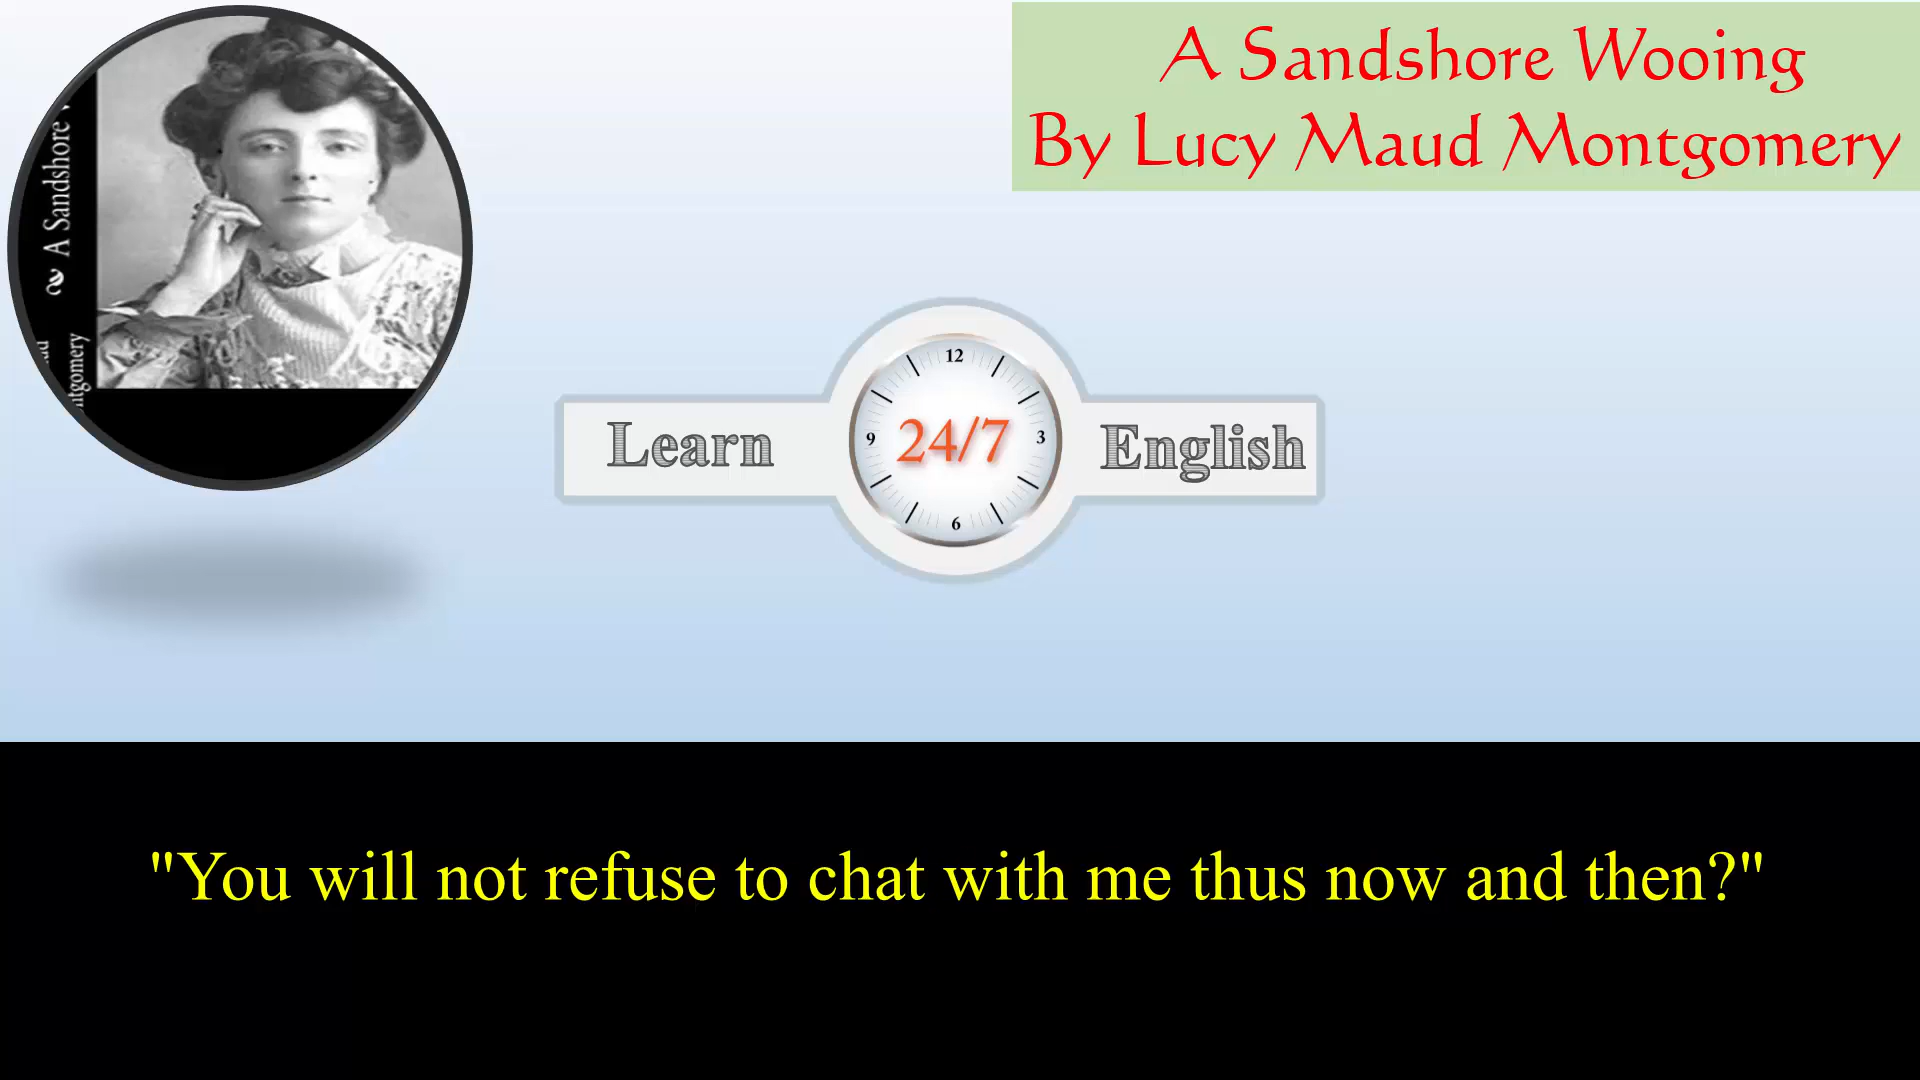 A Sandshore Wooing
By Lucy Maud Montgomery
A Sandshore
ntgomery
12
9
24/7
3
6
Learn
English
"You will not refuse to chat with me thus now and then?"